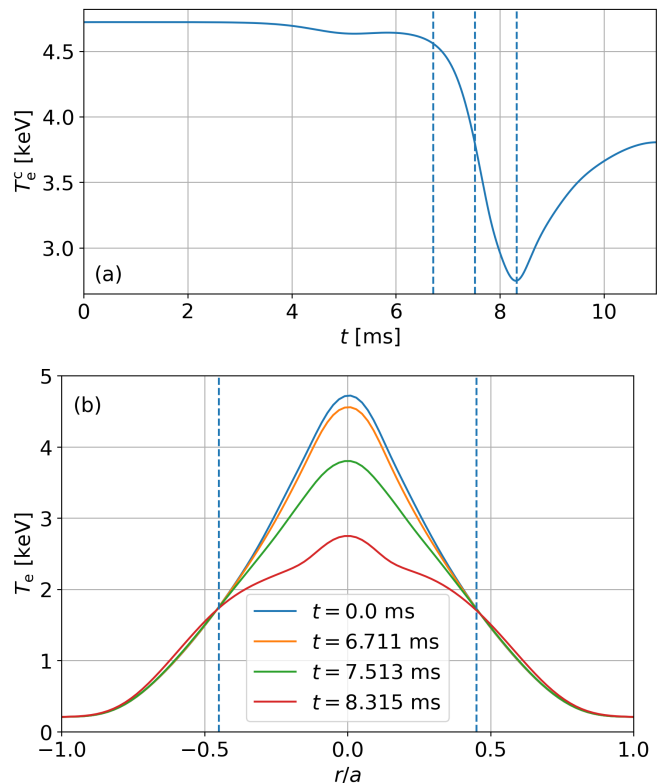 4.5
4.0
3.5
3.0
T_e^c [keV]
(a)
0 2 4 6 8 10
t [ms]
5
4
3
2
1
0
T_e [keV]
(b)
t = 0.0 ms
t = 6.711 ms
t = 7.513 ms
t = 8.315 ms
−1.0 −0.5 0.0 0.5 1.0
r/a